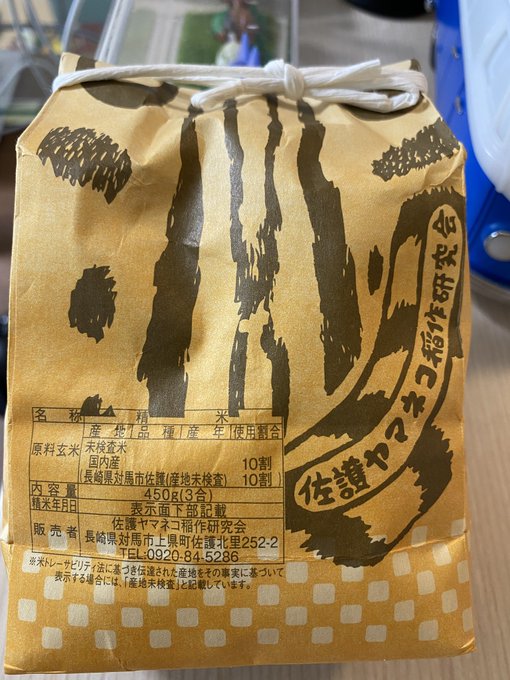 佐護ヤマネコ稲作研究会
名称 精米
産地 品種 産年 使用割合
原料玄米 未検査米
国内産 10割
(長崎県対馬市佐護(産地未検査) 10割)
内容量 450g(3合)
精米年月日 表示面下部記載
販売者 佐護ヤマネコ稲作研究会
長崎県対馬市上県町佐護北里252-2
TEL:0920-84-5286
※米トレーサビリティ法に基づき伝達された産地をその事実に基づいて
表示する場合には、「産地未検査」と記載しています。